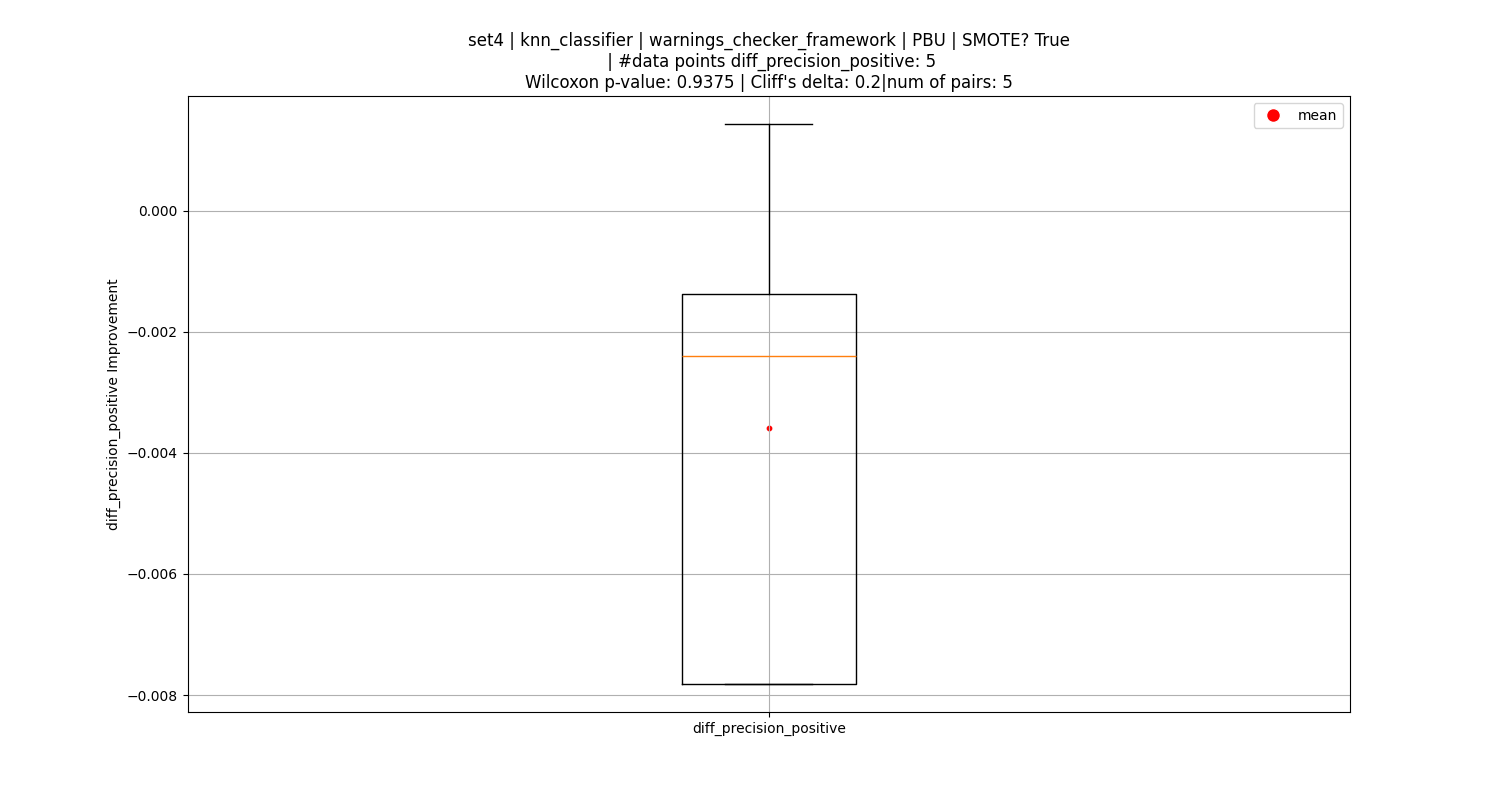 set4 | knn_classifier | warnings_checker_framework | PBU | SMOTE? True
| #data points diff_precision_positive: 5
Wilcoxon p-value: 0.9375 | Cliff's delta: 0.2|num of pairs: 5
mean
0.000
−0.002
−0.004
−0.006
−0.008
diff_precision_positive Improvement
diff_precision_positive